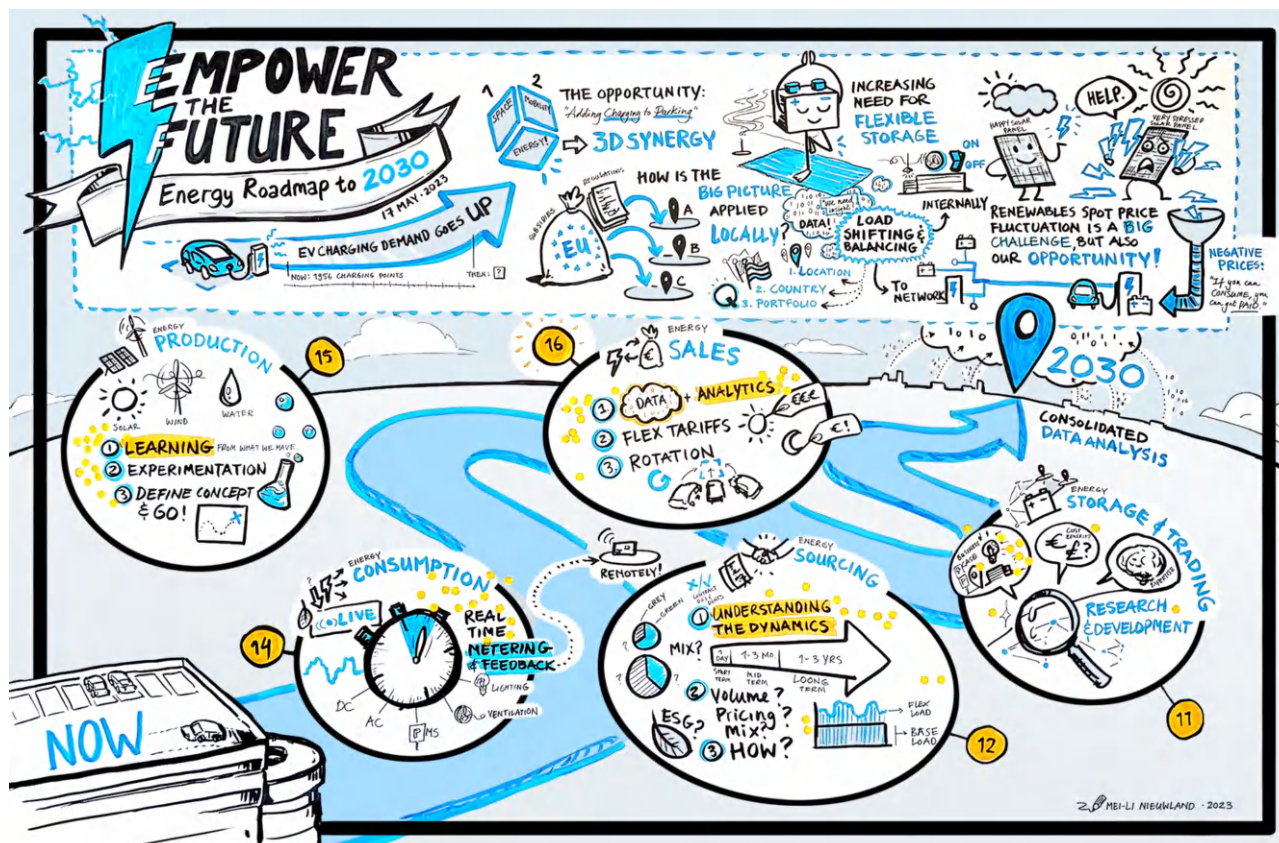 EMPOWER
THE
FUTURE
Energy Roadmap to 2030
17 MAY. 2023
EV CHARGING DEMAND GOES UP
NOW: 1956 CHARGING POINTS
THEN: ?
1
2
SPACE
MOBILITY
ENERGY!
THE OPPORTUNITY:
"Adding Charging to Parking"
3D SYNERGY
SUBSIDIES
EU
REGULATIONS
A
B
C
HOW IS THE
BIG PICTURE
APPLIED
LOCALLY?
1. LOCATION
2. COUNTRY
3. PORTFOLIO
"We need insight!"
DATA!
INCREASING
NEED FOR
FLEXIBLE
STORAGE
ON
OFF
INTERNALLY
LOAD
SHIFTING &
BALANCING
TO
NETWORK
HAPPY SOLAR
PANEL
HELP.
VERY STRESSED
SOLAR PANEL
RENEWABLES SPOT PRICE
FLUCTUATION IS A BIG
CHALLENGE, BUT ALSO
OUR OPPORTUNITY!
NEGATIVE
PRICES:
"If you can
CONSUME, you
can get PAID."
ENERGY
PRODUCTION
15
SOLAR
WIND
WATER
1 LEARNING FROM WHAT WE HAVE.
2 EXPERIMENTATION
3 DEFINE CONCEPT
& GO!
16
ENERGY
SALES
€
1 DATA + ANALYTICS
2 FLEX TARIFFS
3. ROTATION
€€€
€!
2030
CONSOLIDATED
DATA ANALYSIS
ENERGY
CONSUMPTION
14
LIVE
REAL
TIME
METERING
& FEEDBACK
DC
AC
P MS
LIGHTING
VENTILATION
REMOTELY!
ENERGY
SOURCING
12
GREY
GREEN
MIX?
1 UNDERSTANDING
THE DYNAMICS
1 DAY
1-3 MO.
1-3 YRS
SHORT TERM
MID TERM
LOONG TERM
2 Volume?
Pricing?
Mix?
3 HOW?
ESG?
FLEX
LOAD
BASE
LOAD
ENERGY
STORAGE & TRADING
11
BUSINESS
CASE
COST
BENEFIT?
€ £?
EXPERTISE
RESEARCH
& DEVELOPMENT
NOW
MEI-LI NIEUWLAND - 2023